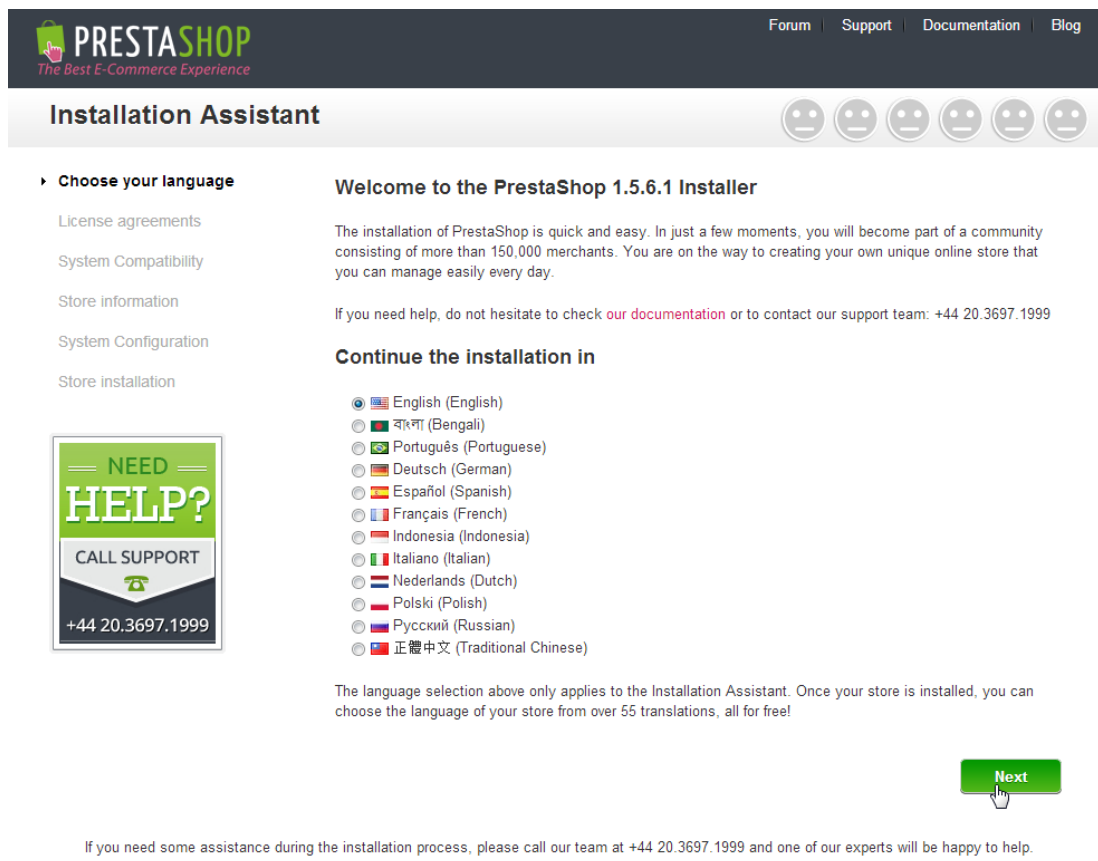 PRESTASHOP
The Best E-Commerce Experience
Forum
Support
Documentation
Blog
Installation Assistant
Choose your language
License agreements
System Compatibility
Store information
System Configuration
Store installation
NEED
HELP?
CALL SUPPORT
+44 20.3697.1999
Welcome to the PrestaShop 1.5.6.1 Installer
The installation of PrestaShop is quick and easy. In just a few moments, you will become part of a community
consisting of more than 150,000 merchants. You are on the way to creating your own unique online store that
you can manage easily every day.
If you need help, do not hesitate to check our documentation or to contact our support team: +44 20.3697.1999
Continue the installation in
English (English)
বাংলা (Bengali)
Português (Portuguese)
Deutsch (German)
Español (Spanish)
Français (French)
Indonesia (Indonesia)
Italiano (Italian)
Nederlands (Dutch)
Polski (Polish)
Русский (Russian)
正體中文 (Traditional Chinese)
The language selection above only applies to the Installation Assistant. Once your store is installed, you can
choose the language of your store from over 55 translations, all for free!
Next
If you need some assistance during the installation process, please call our team at +44 20.3697.1999 and one of our experts will be happy to help.